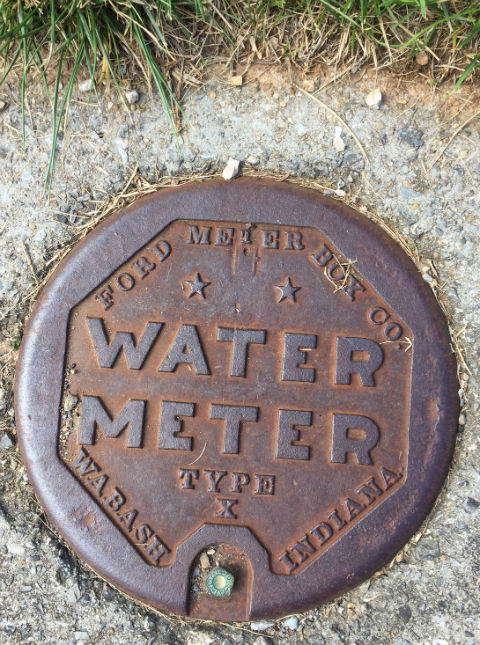 FORD METER BOX CO.
WATER
METER
TYPE
X
WABASH INDIANA